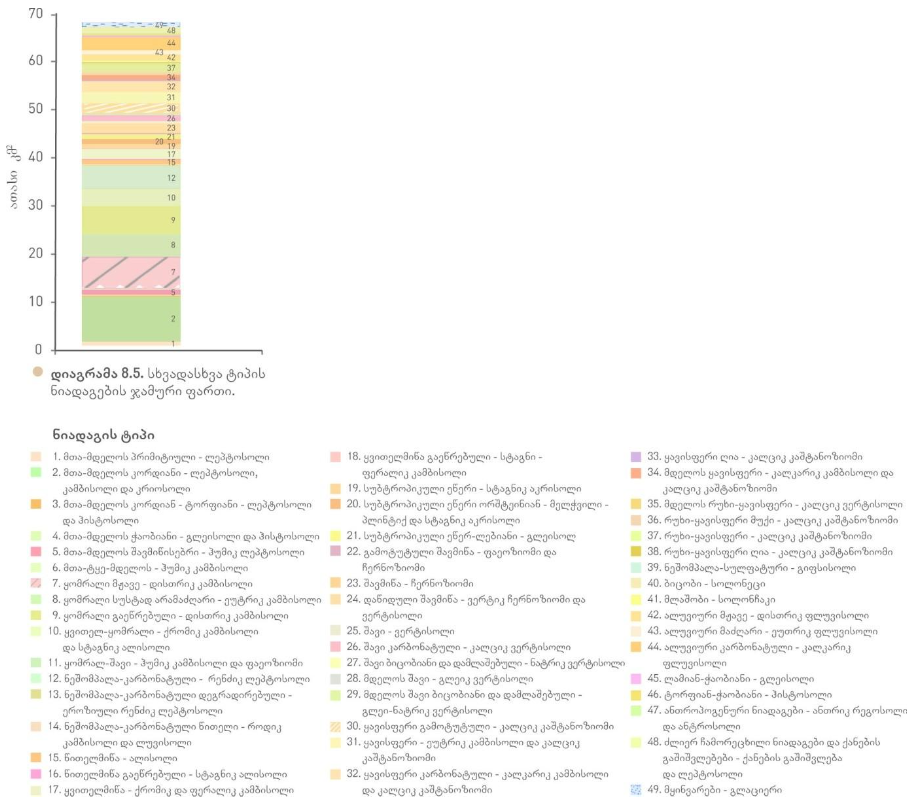 70
60
50
40
30
20
10
0
ათასი კმ²
49
48
44
43
42
37
34
32
31
30
26
23
21
20
19
17
15
12
10
9
8
7
5
2
1
დიაგრამა 8.5. სხვადასხვა ტიპის
ნიადაგების ჯამური ფართი.
ნიადაგის ტიპი
1. მთა-მდელოს პრიმიტიული - ლეპტოსოლი
2. მთა-მდელოს კორდიანი - ლეპტოსოლი,
კამბისოლი და კრიოსოლი
3. მთა-მდელოს კორდიან - ტორფიანი - ლეპტოსოლი
და ჰისტოსოლი
4. მთა-მდელოს ჭაობიანი - გლეისოლი და ჰისტოსოლი
5. მთა-მდელოს შავმიწისებრი - ჰუმიკ ლეპტოსოლი
6. მთა-ტყე-მდელოს - ჰუმიკ კამბისოლი
7. ყომრალი მჟავე - დისთრიკ კამბისოლი
8. ყომრალი სუსტად არამაძღარი - ეუტრიკ კამბისოლი
9. ყომრალი გაეწრებული - დისთრიკ კამბისოლი
10. ყვითელ-ყომრალი - ქრომიკ კამბისოლი
და სტაგნიკ ალისოლი
11. ყომრალ-შავი - ჰუმიკ კამბისოლი და ფაეოზიომი
12. ნეშომპალა-კარბონატული - რენძიკ ლეპტოსოლი
13. ნეშომპალა-კარბონატული დეგრადირებული -
ეროზიული რენძიკ ლეპტოსოლი
14. ნეშომპალა-კარბონატული წითელი - როდიკ
კამბისოლი და ლუვისოლი
15. წითელმიწა - ალისოლი
16. წითელმიწა გაეწრებული - სტაგნიკ ალისოლი
17. ყვითელმიწა - ქრომიკ და ფერალიკ კამბისოლი
18. ყვითელმიწა გაეწრებული - სტაგნი -
ფერალიკ კამბისოლი
19. სუბტროპიკული ეწერი - სტაგნიკ აკრისოლი
20. სუბტროპიკული ეწერი ორშტეინიან - მელჭვილი -
პლინტიქ და სტაგნიკ აკრისოლი
21. სუბტროპიკული ეწერ-ლებიანი - გლეისოლ
22. გამოტუტული შავმიწა - ფაეოზიომი და
ჩერნოზიომი
23. შავმიწა - ჩერნოზიომი
24. დაწიდული შავმიწა - ვერტიკ ჩერნოზიომი და
ვერტისოლი
25. შავი - ვერტისოლი
26. შავი კარბონატული - კალციკ ვერტისოლი
27. შავი ბიცობიანი და დამლაშებული - ნატრიკ ვერტისოლი
28. მდელოს შავი - გლეიკ ვერტისოლი
29. მდელოს შავი ბიცობიანი და დამლაშებული -
გლეი-ნატრიკ ვერტისოლი
30. ყავისფერი გამოტუტული - კალციკ კაშტანოზიომი
31. ყავისფერი - ეუტრიკ კამბისოლი და კალციკ
კაშტანოზიომი
32. ყავისფერი კარბონატული - კალკარიკ კამბისოლი
და კალციკ კაშტანოზიომი
33. ყავისფერი ღია - კალციკ კაშტანოზიომი
34. მდელოს ყავისფერი - კალკარიკ კამბისოლი და
კალციკ კაშტანოზიომი
35. მდელოს რუხი-ყავისფერი - კალციკ ვერტისოლი
36. რუხი-ყავისფერი მუქი - კალციკ კაშტანოზიომი
37. რუხი-ყავისფერი - კალციკ კაშტანოზიომი
38. რუხი-ყავისფერი ღია - კალციკ კაშტანოზიომი
39. ნეშომპალა-სულფატური - გიფსისოლი
40. ბიცობი - სოლონეცი
41. მლაშობი - სოლონჩაკი
42. ალუვიური მჟავე - დისთრიკ ფლუვისოლი
43. ალუვიური მაძღარი - ეუთრიკ ფლუვისოლი
44. ალუვიური კარბონატული - კალკარიკ
ფლუვისოლი
45. ლამიან-ჭაობიანი - გლეისოლი
46. ტორფიან-ჭაობიანი - ჰისტოსოლი
47. ანთროპოგენური ნიადაგები - ანთრიკ რეგოსოლი
და ანტროსოლი
48. ძლიერ ჩამორეცხილი ნიადაგები და ქანების
გაშიშვლებები - ქანების გაშიშვლება
და ლეპტოსოლი
49. მყინვარები - გლაციერი